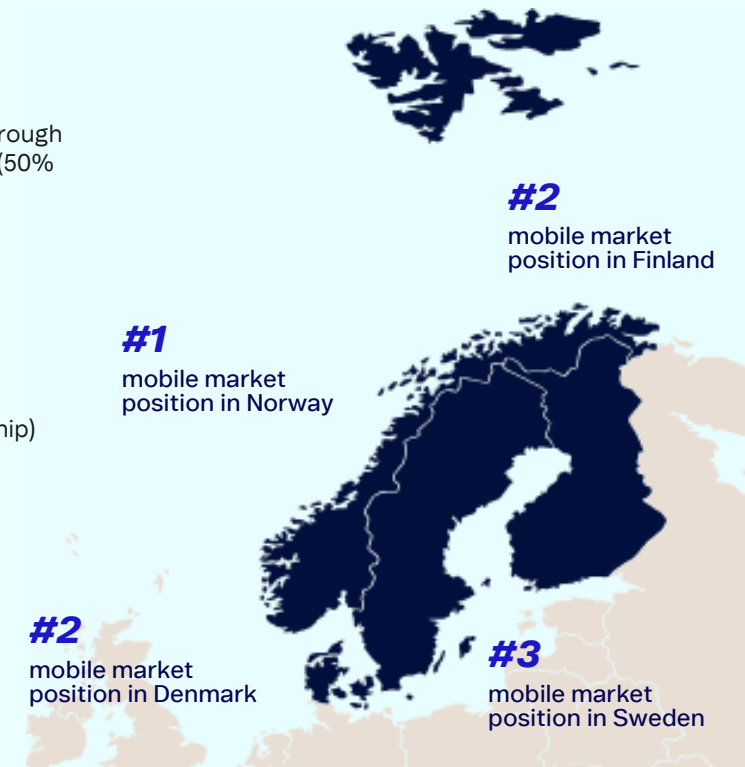 rough
(50%
#2
mobile market
position in Finland
#1
mobile market
position in Norway
hip)
#2
mobile market
position in Denmark
#3
mobile market
position in Sweden